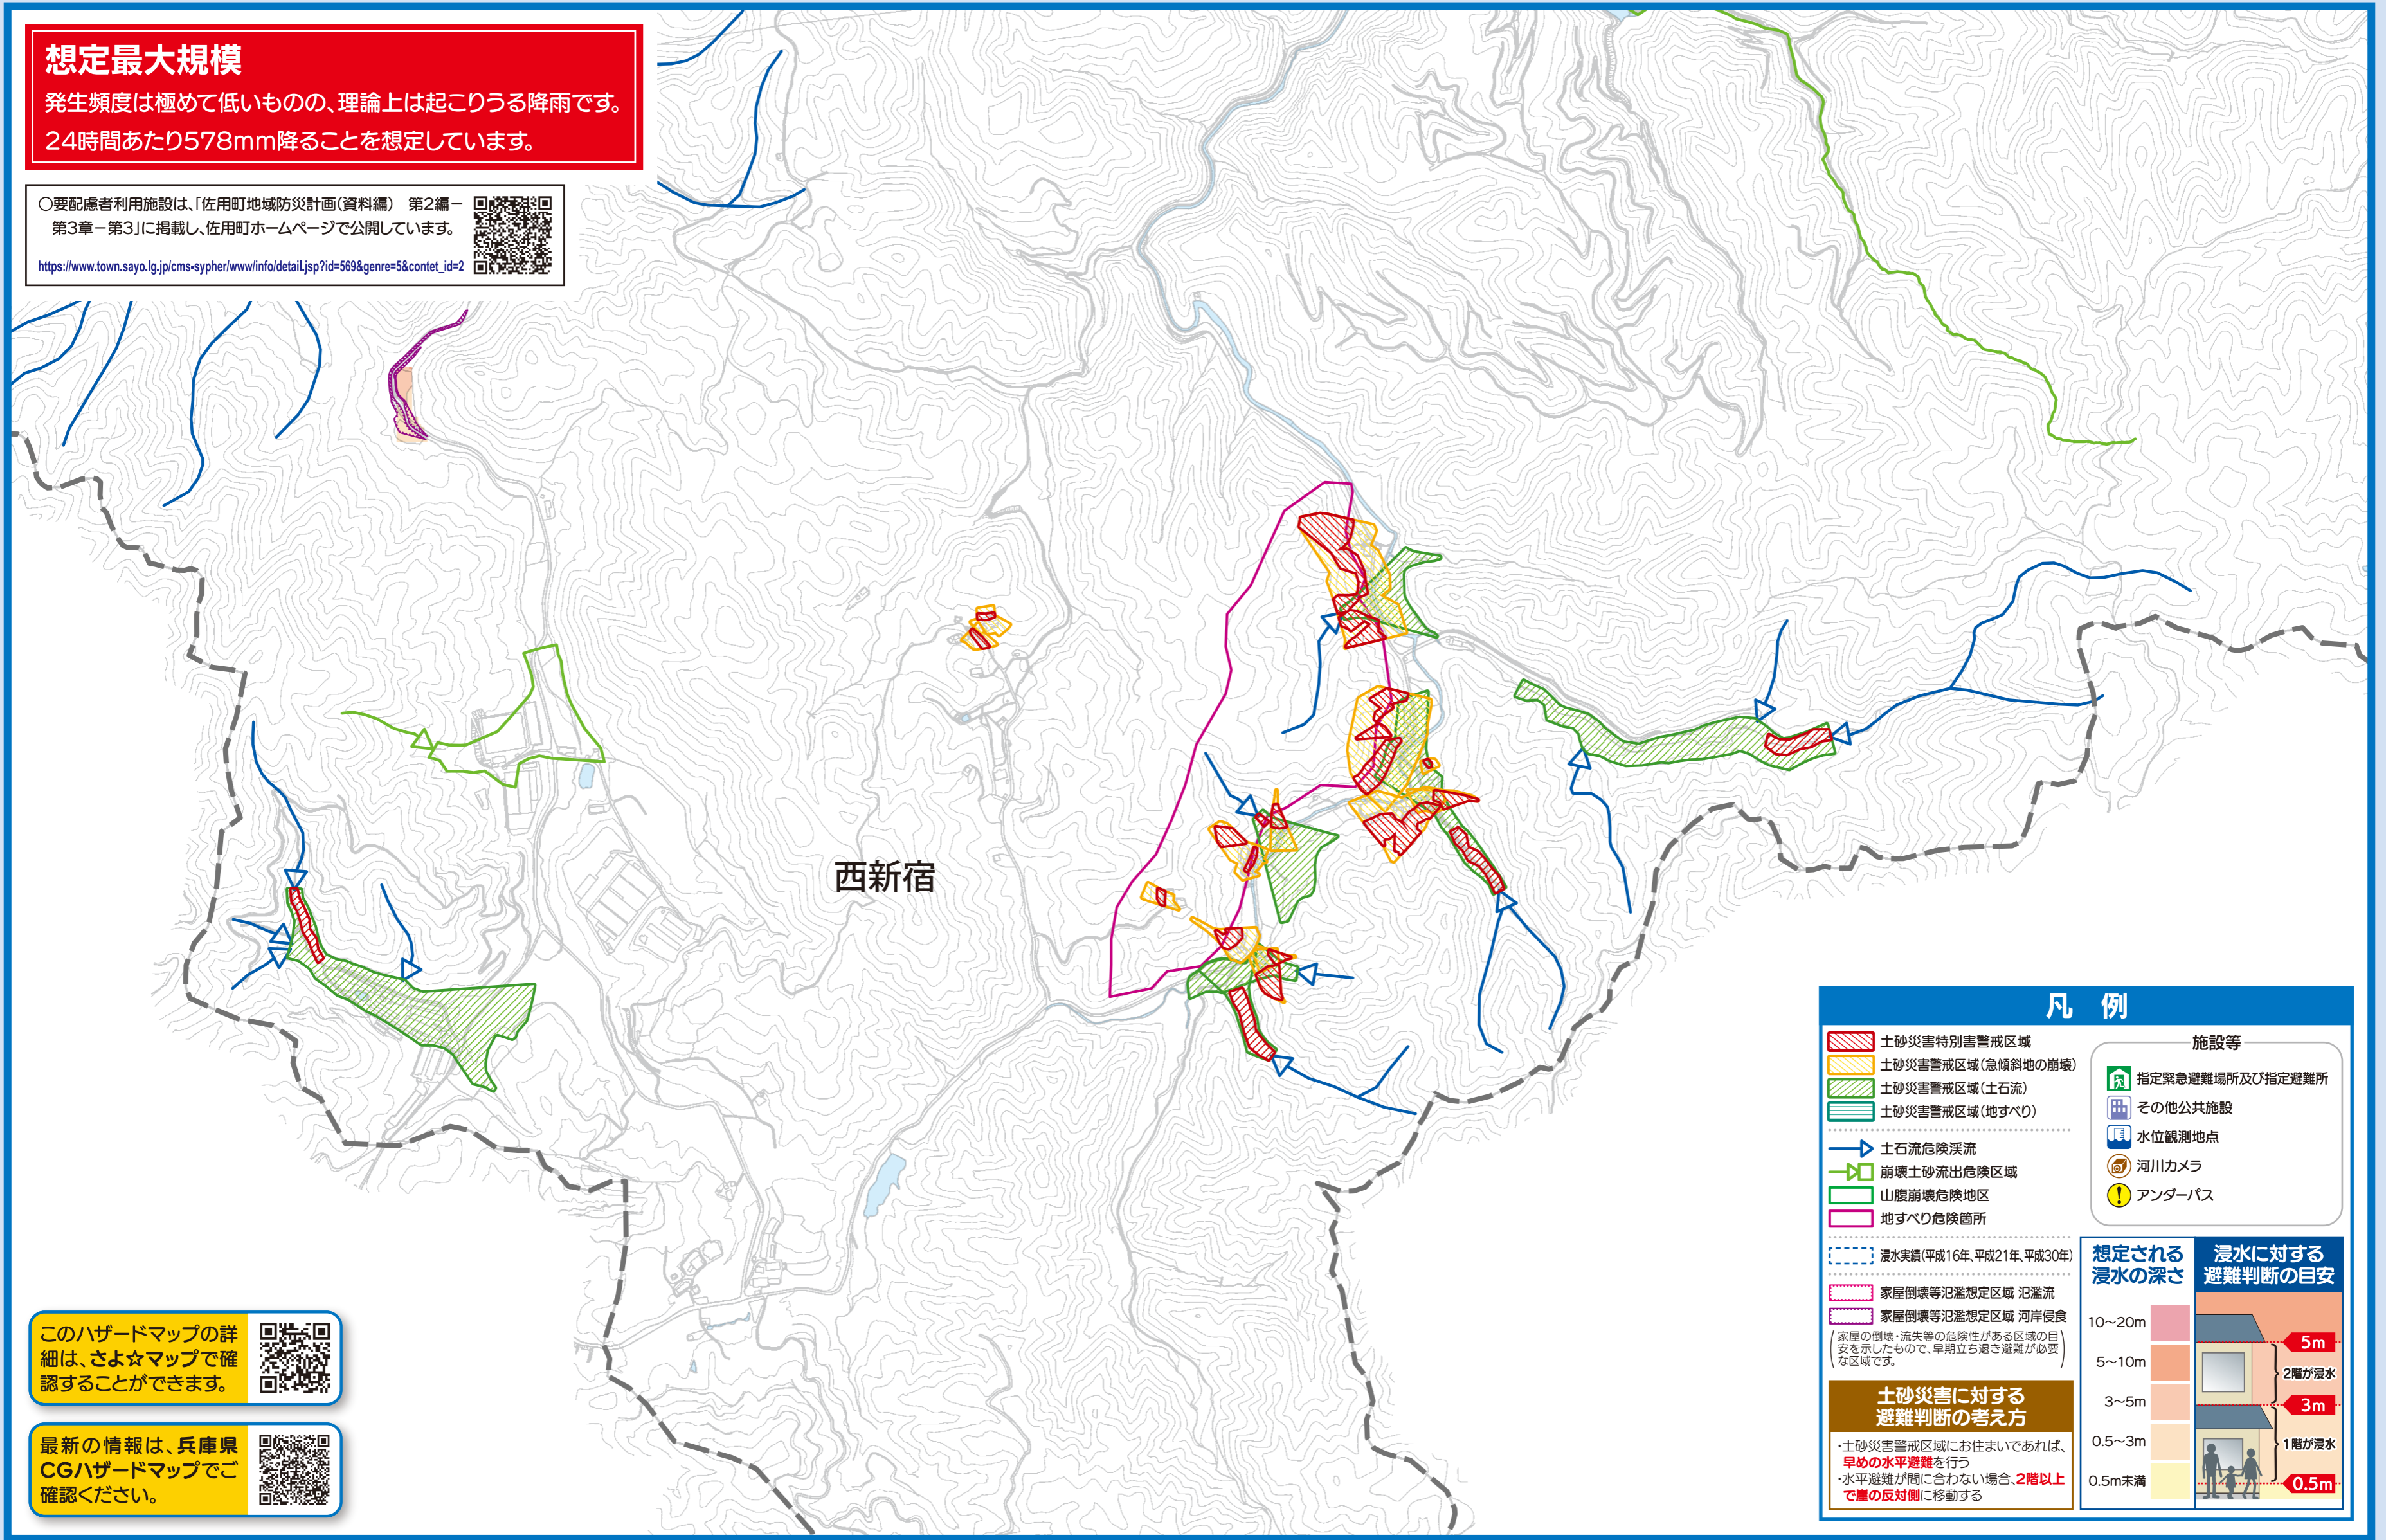 想定最大規模
発生頻度は極めて低いものの、理論上は起こりうる降雨です。
24時間あたり578mm降ることを想定しています。
○要配慮者利用施設は、「佐用町地域防災計画(資料編)　第2編－
第3章－第3」に掲載し、佐用町ホームページで公開しています。
https://www.town.sayo.lg.jp/cms-sypher/www/info/detail.jsp?id=569&genre=5&contet_id=2
西新宿
このハザードマップの詳
細は、さよ☆マップで確
認することができます。
最新の情報は、兵庫県
CGハザードマップでご
確認ください。
凡 例
土砂災害特別害警戒区域
土砂災害警戒区域(急傾斜地の崩壊)
土砂災害警戒区域(土石流)
土砂災害警戒区域(地すべり)
土石流危険渓流
崩壊土砂流出危険区域
山腹崩壊危険地区
地すべり危険箇所
浸水実績(平成16年、平成21年、平成30年)
家屋倒壊等氾濫想定区域 氾濫流
家屋倒壊等氾濫想定区域 河岸侵食
(家屋の倒壊・流失等の危険性がある区域の目
安を示したもので、早期立ち退き避難が必要
な区域です。)
土砂災害に対する
避難判断の考え方
・土砂災害警戒区域にお住まいであれば、
早めの水平避難を行う
・水平避難が間に合わない場合、2階以上
で崖の反対側に移動する
施設等
指定緊急避難場所及び指定避難所
その他公共施設
水位観測地点
河川カメラ
アンダーパス
想定される
浸水の深さ
10～20m
5～10m
3～5m
0.5～3m
0.5m未満
浸水に対する
避難判断の目安
5m
2階が浸水
3m
1階が浸水
0.5m